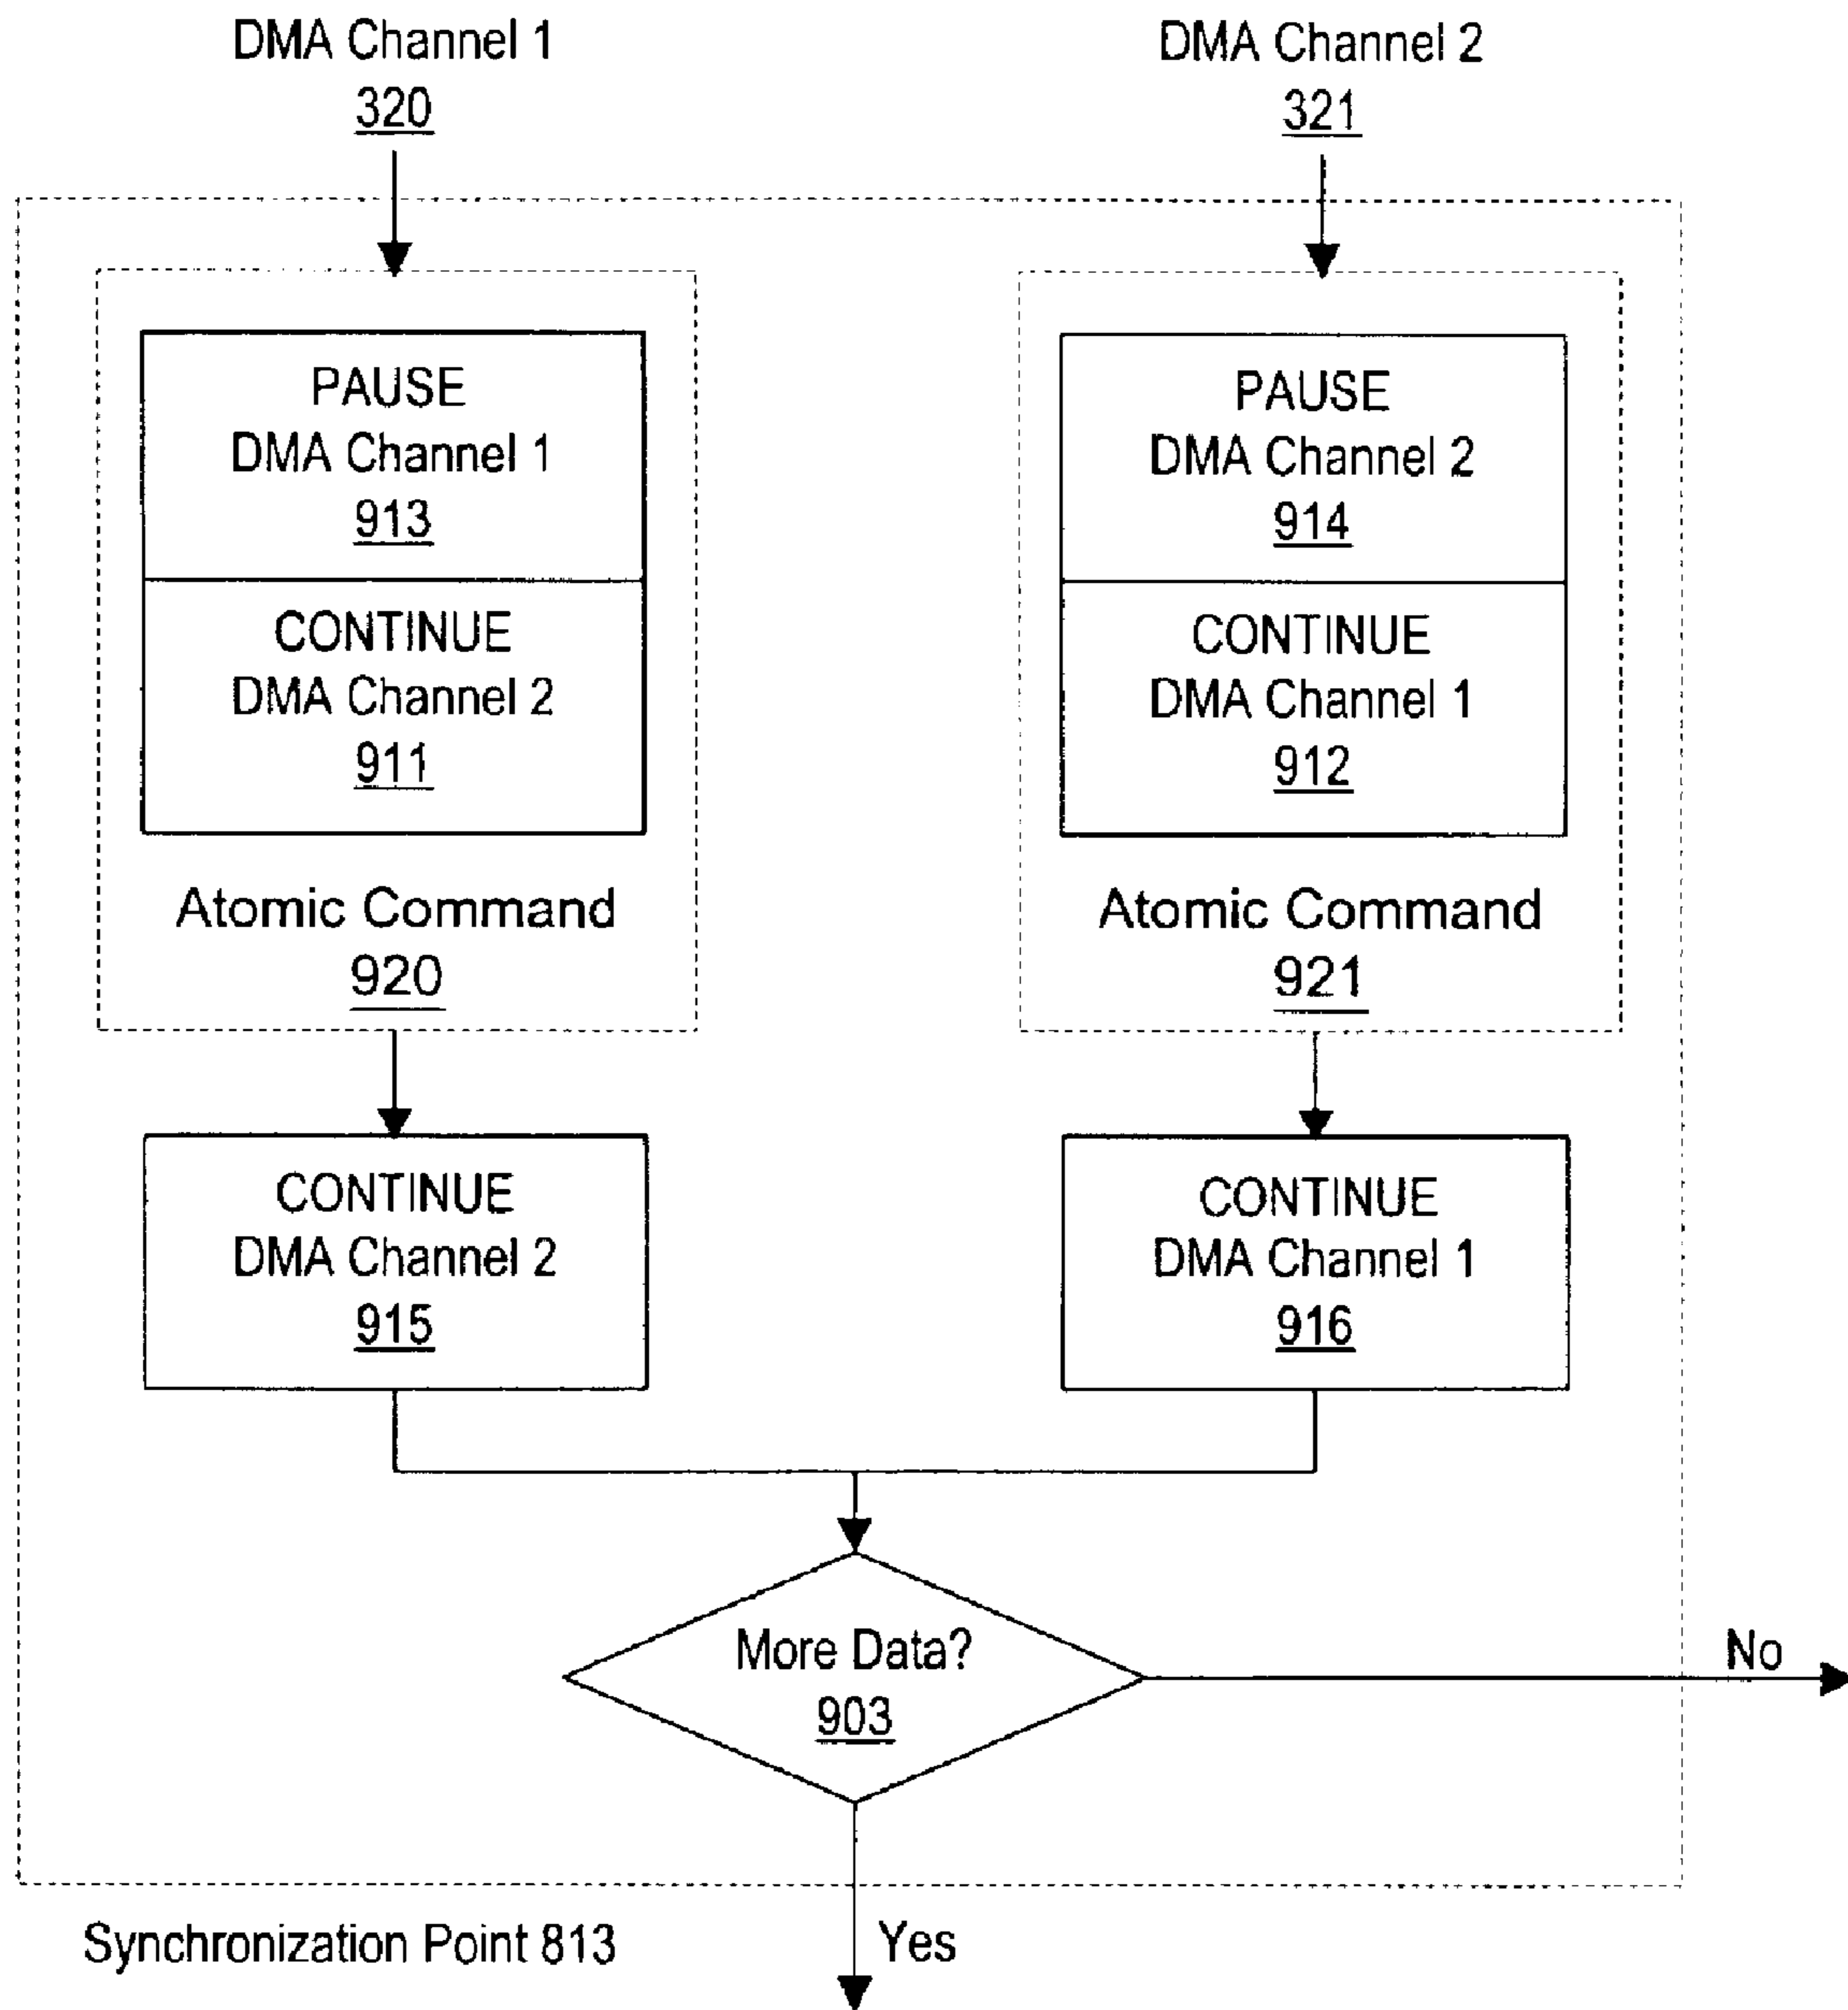 DMA Channel 1
320
DMA Channel 2
321
PAUSE
DMA Channel 1
913
CONTINUE
DMA Channel 2
911
Atomic Command
920
PAUSE
DMA Channel 2
914
CONTINUE
DMA Channel 1
912
Atomic Command
921
CONTINUE
DMA Channel 2
915
CONTINUE
DMA Channel 1
916
More Data?
903
No
Yes
Synchronization Point 813